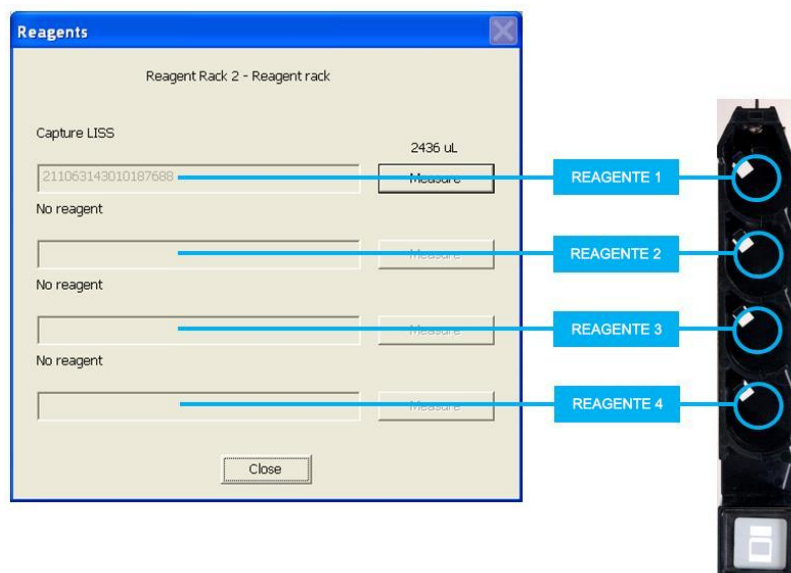 Reagents
Reagent Rack 2 - Reagent rack
Capture LISS
2436 uL
211063143010187688
Measure
REAGENTE 1
No reagent
Measure
REAGENTE 2
No reagent
Measure
REAGENTE 3
No reagent
Measure
REAGENTE 4
Close